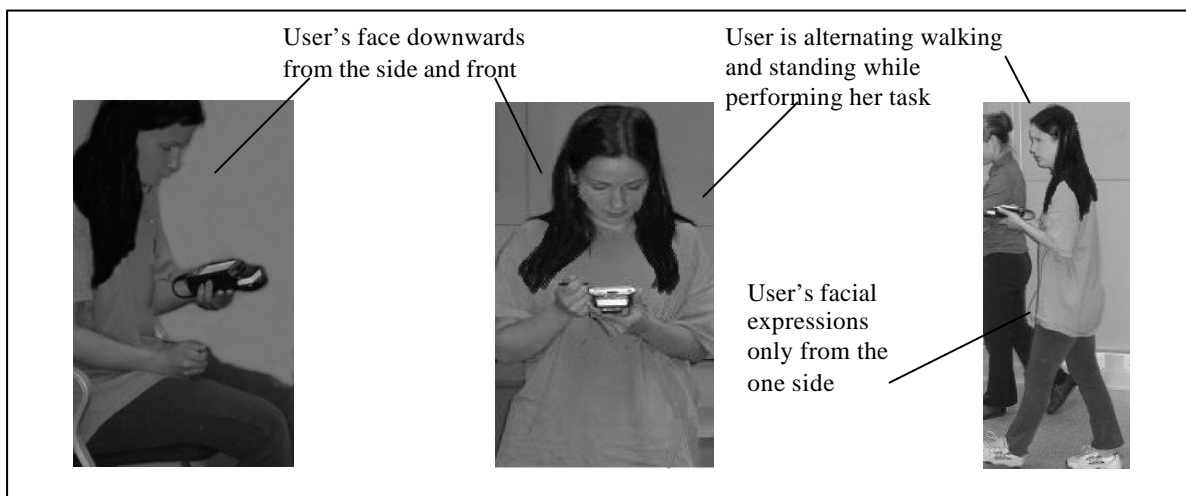 User’s face downwards
from the side and front
User is alternating walking
and standing while
performing her task
User’s facial
expressions
only from the
one side